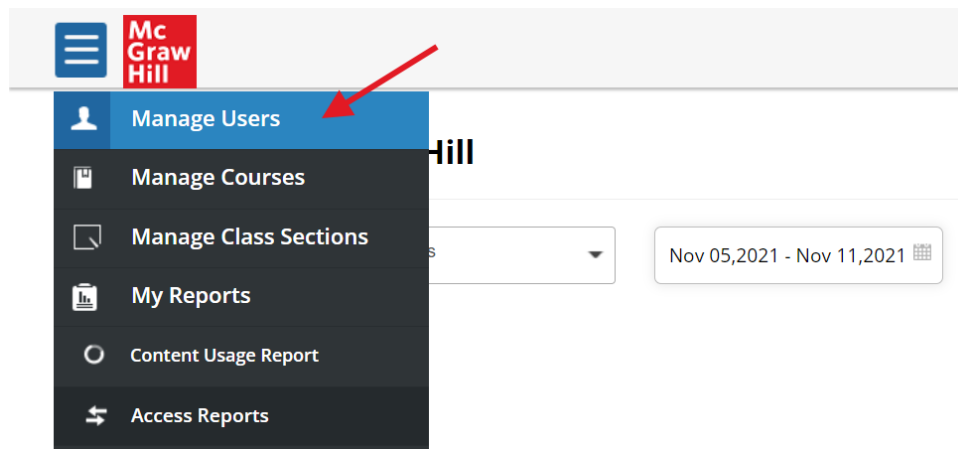 Mc
Graw
Hill
Manage Users
Hill
Manage Courses
Manage Class Sections
s
Nov 05,2021 - Nov 11,2021
My Reports
Content Usage Report
Access Reports